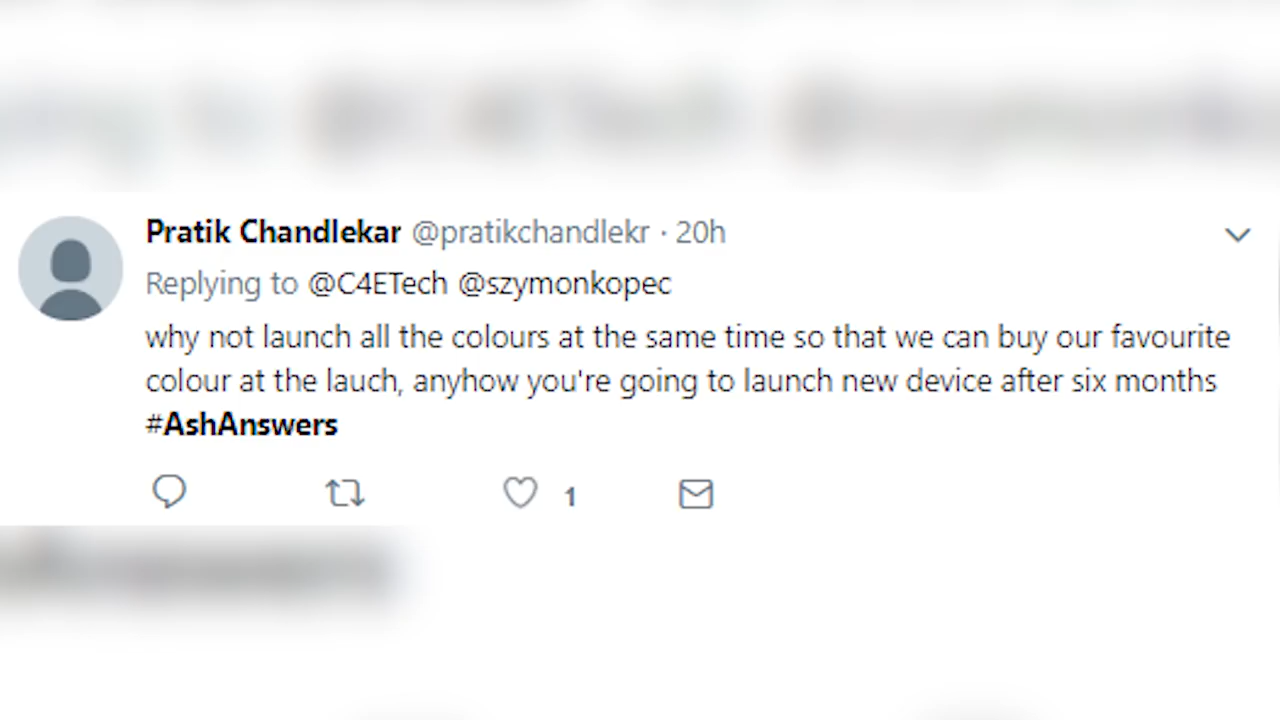 Pratik Chandlekar @pratikchandlekr · 20h
Replying to @C4ETech @szymonkopec
why not launch all the colours at the same time so that we can buy our favourite
colour at the lauch, anyhow you're going to launch new device after six months
#AshAnswers
1